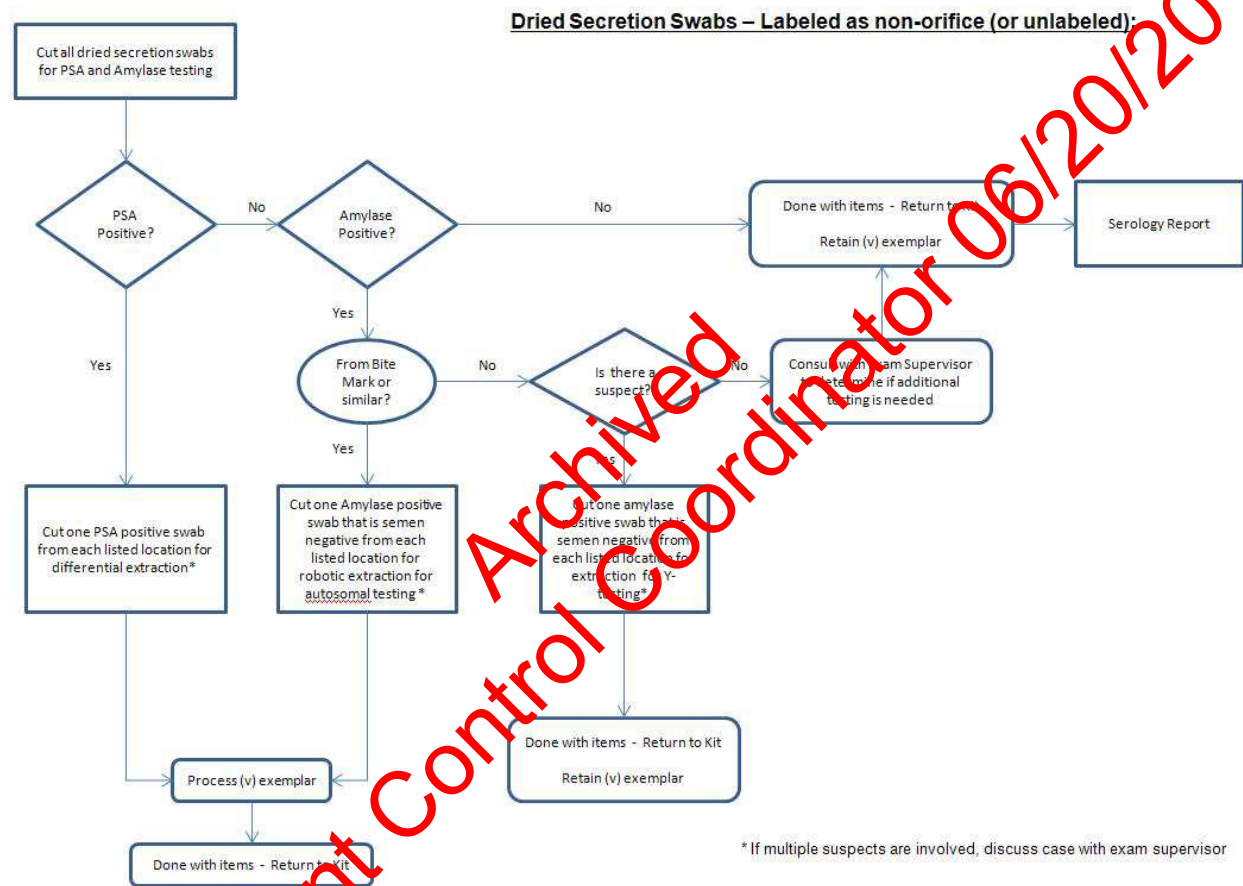 Dried Secretion Swabs – Labeled as non-orifice (or unlabeled):
Cut all dried secretion swabs
for PSA and Amylase testing
PSA
Positive?
No
Amylase
Positive?
No
Done with items - Return to Kit
Retain (v) exemplar
Serology Report
Yes
Yes
From Bite
Mark or
similar?
No
Is there a
suspect?
No
Consult with Exam Supervisor
to determine if additional
testing is needed
Yes
Yes
Cut one PSA positive swab
from each listed location for
differential extraction*
Cut one Amylase positive
swab that is semen
negative from each
listed location for
robotic extraction for
autosomal testing *
Cut one amylase
positive swab that is
semen negative from
each listed location for
extraction for Y-
testing*
Process (v) exemplar
Done with items - Return to Kit
Done with items - Return to Kit
Retain (v) exemplar
* If multiple suspects are involved, discuss case with exam supervisor
Archived
Control Coordinator 06/20/20